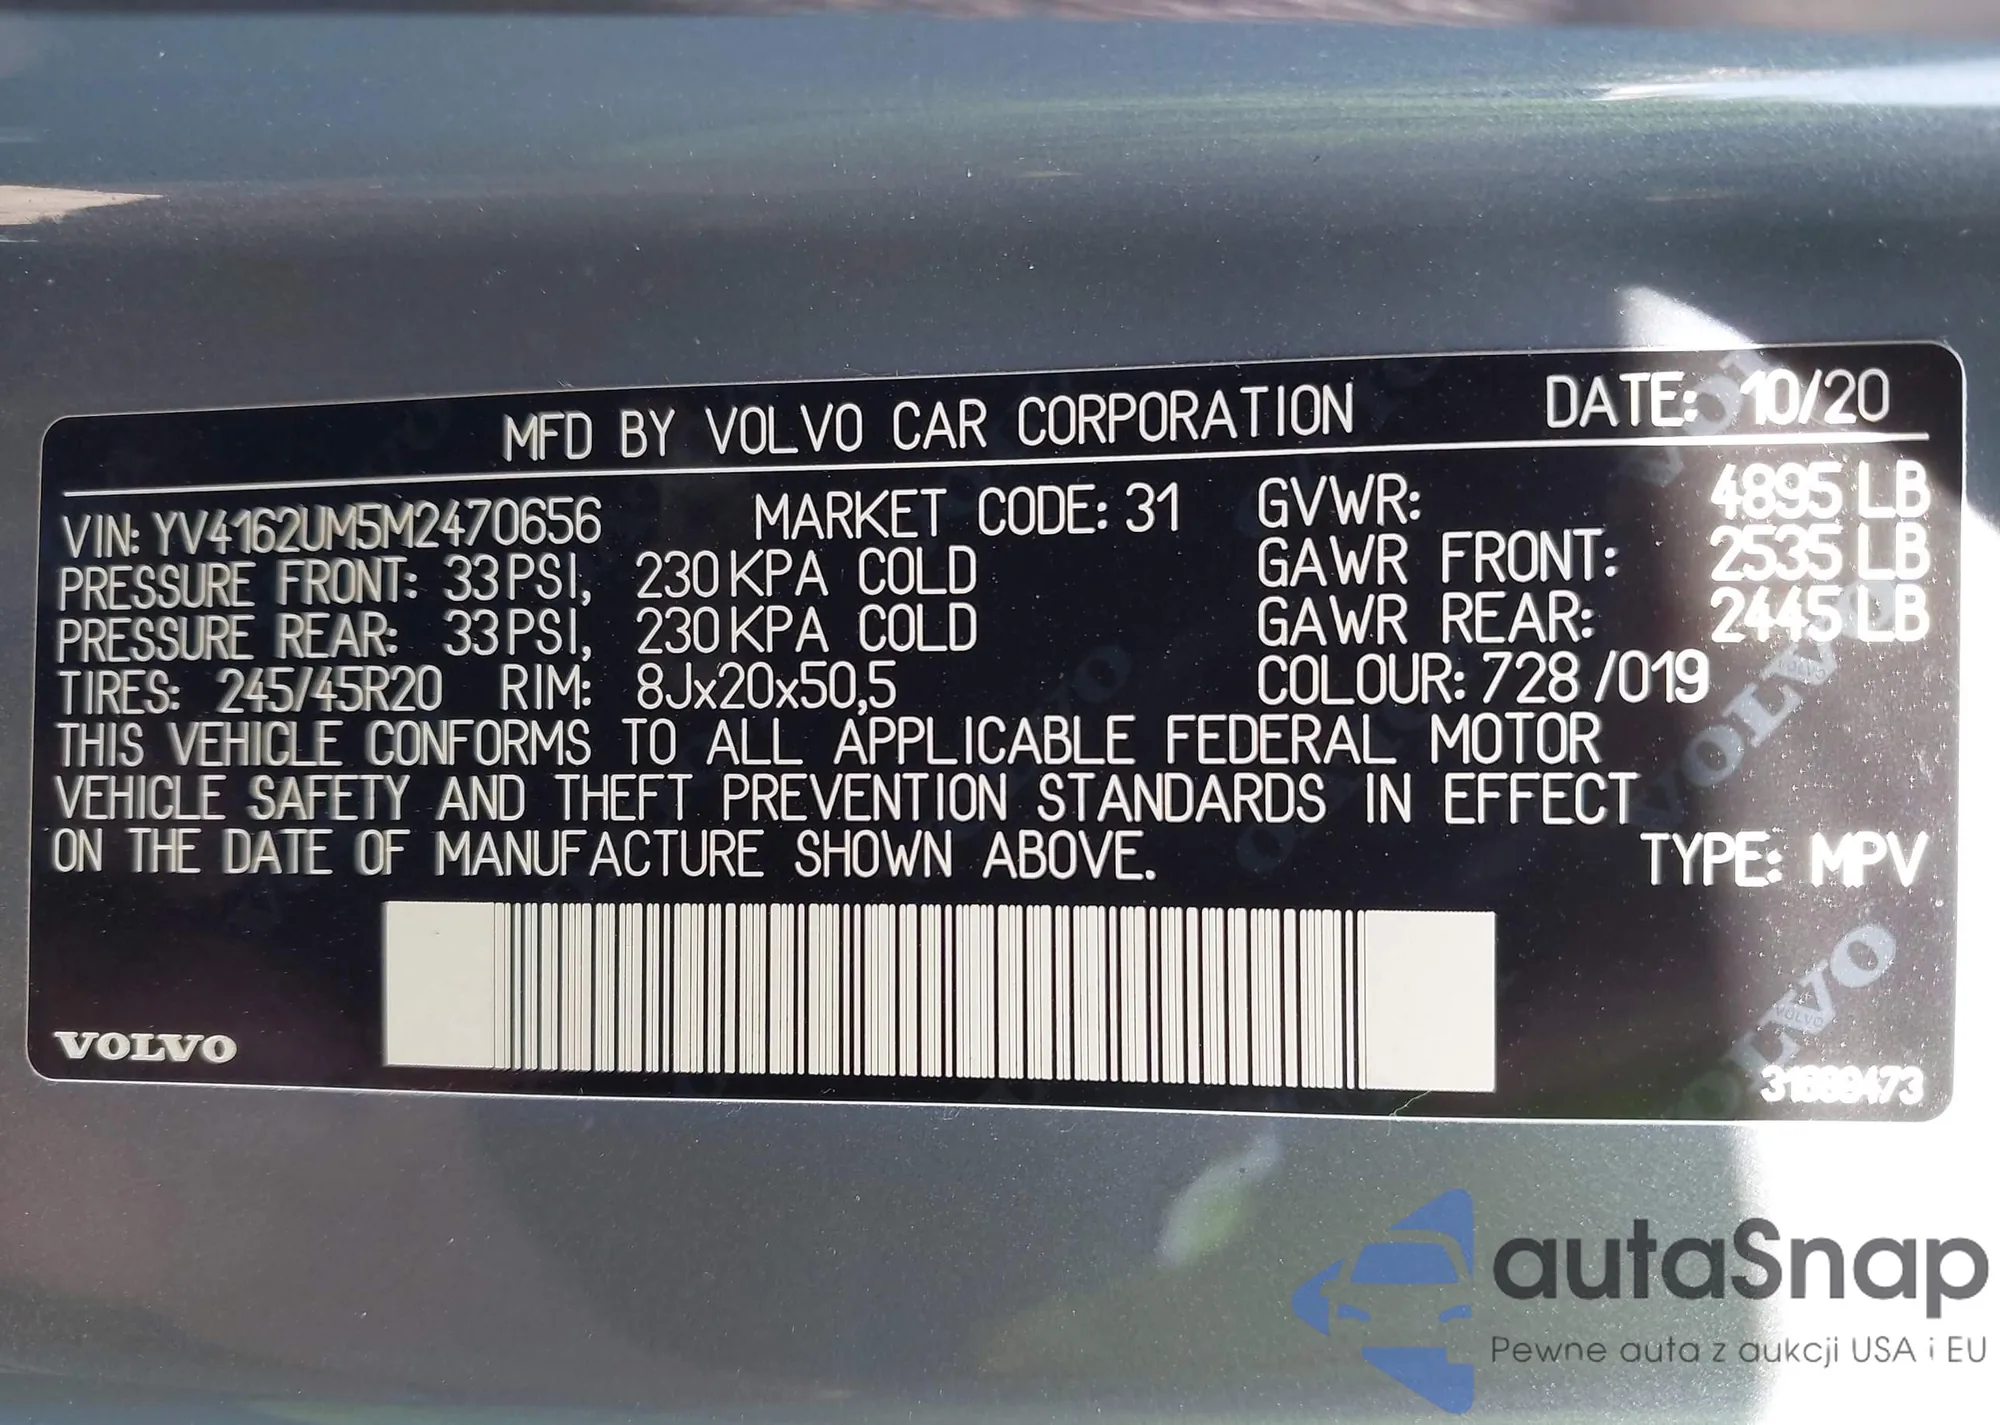 MFD BY VOLVO CAR CORPORATION DATE: 10/20
VIN: YV4162UM5M2470656 MARKET CODE: 31 GVWR: 4895 LB
PRESSURE FRONT: 33 PSI, 230 KPA COLD GAWR FRONT: 2535 LB
PRESSURE REAR: 33 PSI, 230 KPA COLD GAWR REAR: 2445 LB
TIRES: 245/45R20 RIM: 8Jx20x50,5 COLOUR: 728 /019
THIS VEHICLE CONFORMS TO ALL APPLICABLE FEDERAL MOTOR
VEHICLE SAFETY AND THEFT PREVENTION STANDARDS IN EFFECT
ON THE DATE OF MANUFACTURE SHOWN ABOVE. TYPE: MPV
VOLVO
autaSnap
Pewne auta z aukcji USA i EU